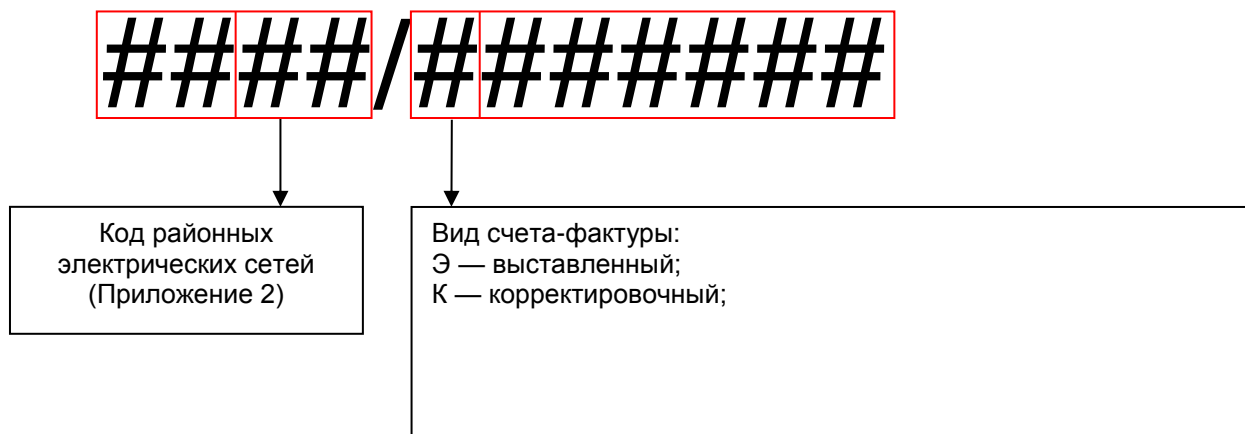 ####/#######
Код районных
электрических сетей
(Приложение 2)
Вид счета-фактуры:
Э — выставленный;
К — корректировочный;